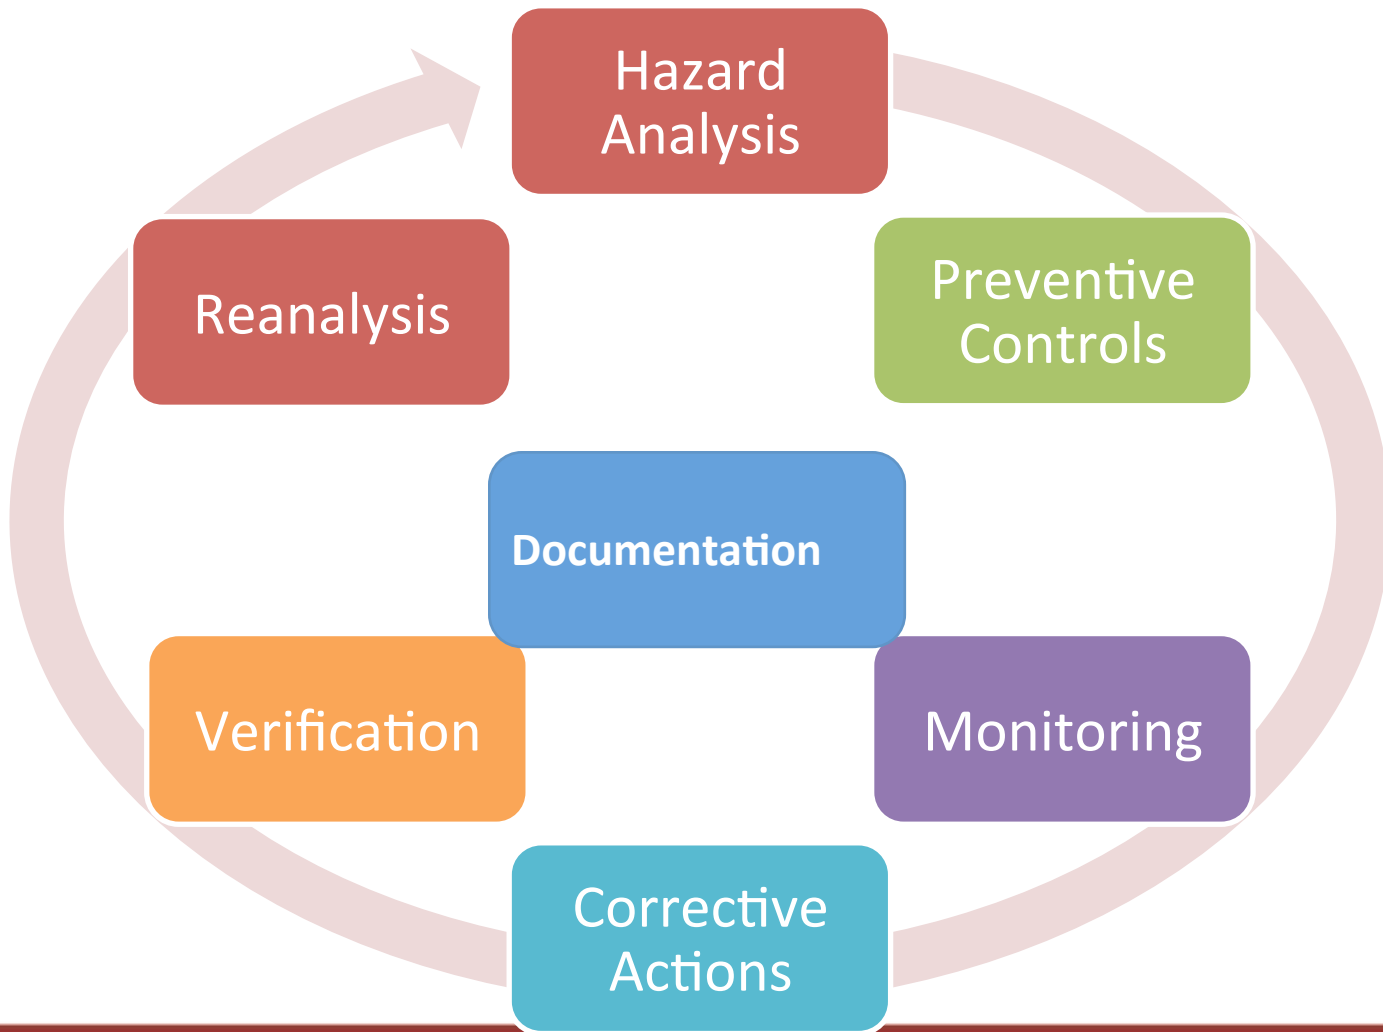 Hazard
Analysis
Preventive
Controls
Reanalysis
Documentation
Verification
Monitoring
Corrective
Actions